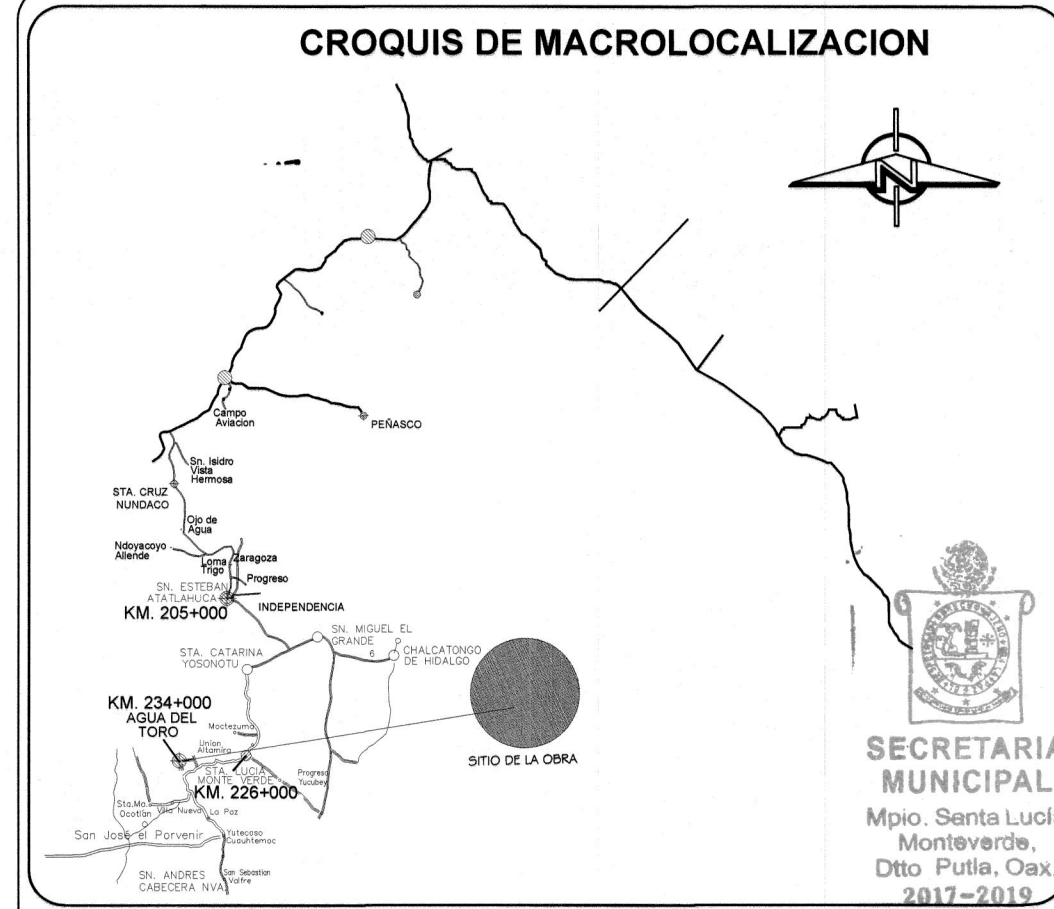 CROQUIS DE MACROLOCALIZACION
N
Campo
Aviacion
PEÑASCO
Sn. Isidro
Vista
Hermosa
STA. CRUZ
NUNDACO
Ojo de
Agua
Ndoyacoyo
Allende
Loma
Trigo
Zaragoza
Progreso
SN. ESTEBAN
ATATLAHUCA
KM. 205+000
INDEPENDENCIA
SN. MIGUEL EL
GRANDE
6
CHALCATONGO
DE HIDALGO
STA. CATARINA
YOSONOTU
KM. 234+000
AGUA DEL
TORO
Moctezuma
Union
Altamira
SITIO DE LA OBRA
STA. LUCIA
MONTE VERDE
KM. 226+000
Progreso
Yucubey
Sta.Ma.
Ocotlan
Villa Nueva
La Paz
San José el Porvenir
Yutecoso
Cuauhtemoc
SN. ANDRES
CABECERA NVA
San Sebastian
Valfre
SECRETARIA
MUNICIPAL
Mpio. Santa Lucía
Monteverde,
Dtto Putla, Oax.
2017-2019